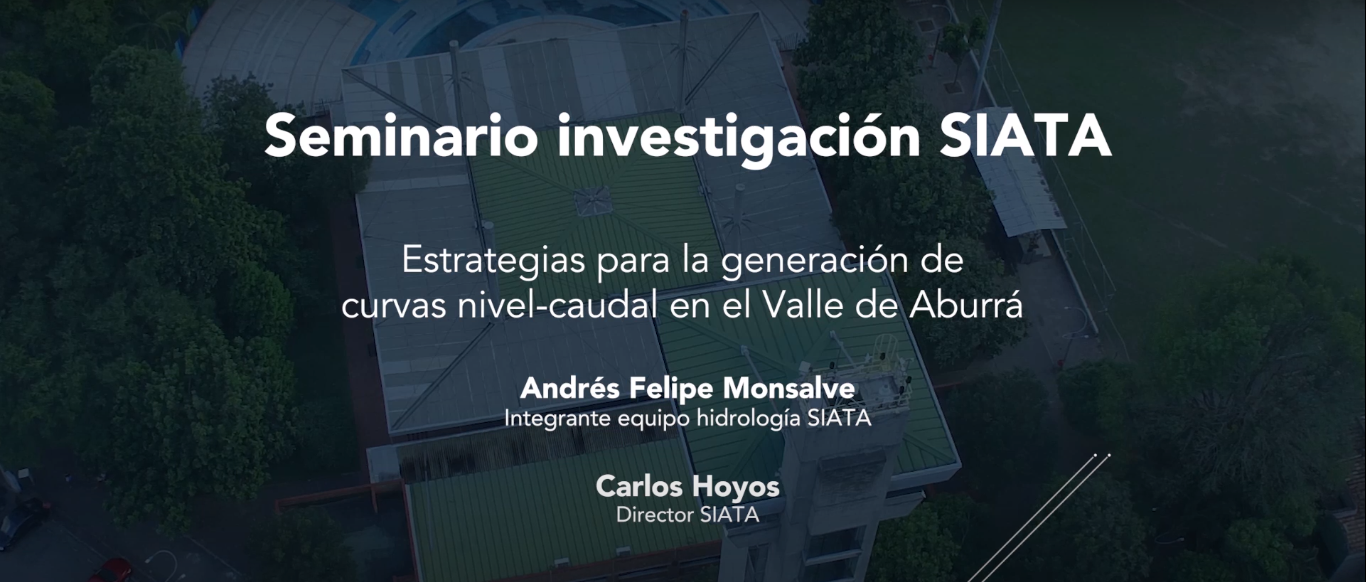 Seminario investigación SIATA
Estrategias para la generación de
curvas nivel-caudal en el Valle de Aburrá
Andrés Felipe Monsalve
Integrante equipo hidrología SIATA
Carlos Hoyos
Director SIATA